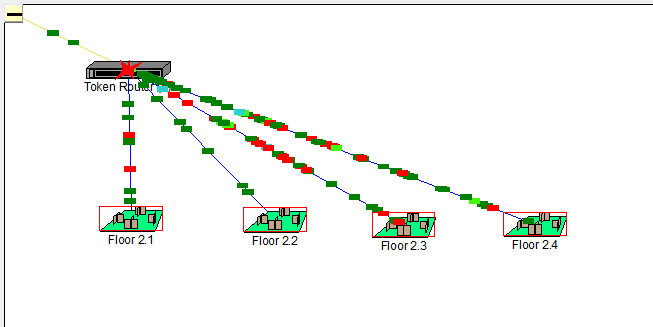 Token Router
Floor 2.1
Floor 2.2
Floor 2.3
Floor 2.4